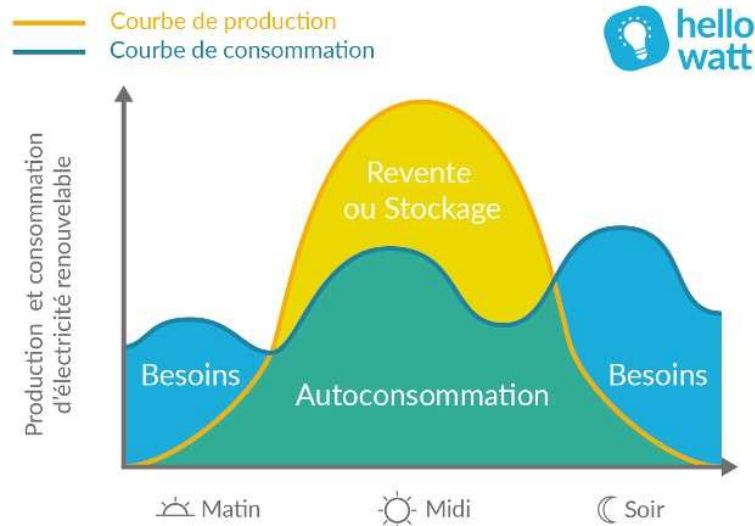 Courbe de production
Courbe de consommation
hello
watt
Production et consommation
d'électricité renouvelable
Revente
ou Stockage
Besoins
Autoconsommation
Besoins
Matin
Midi
Soir